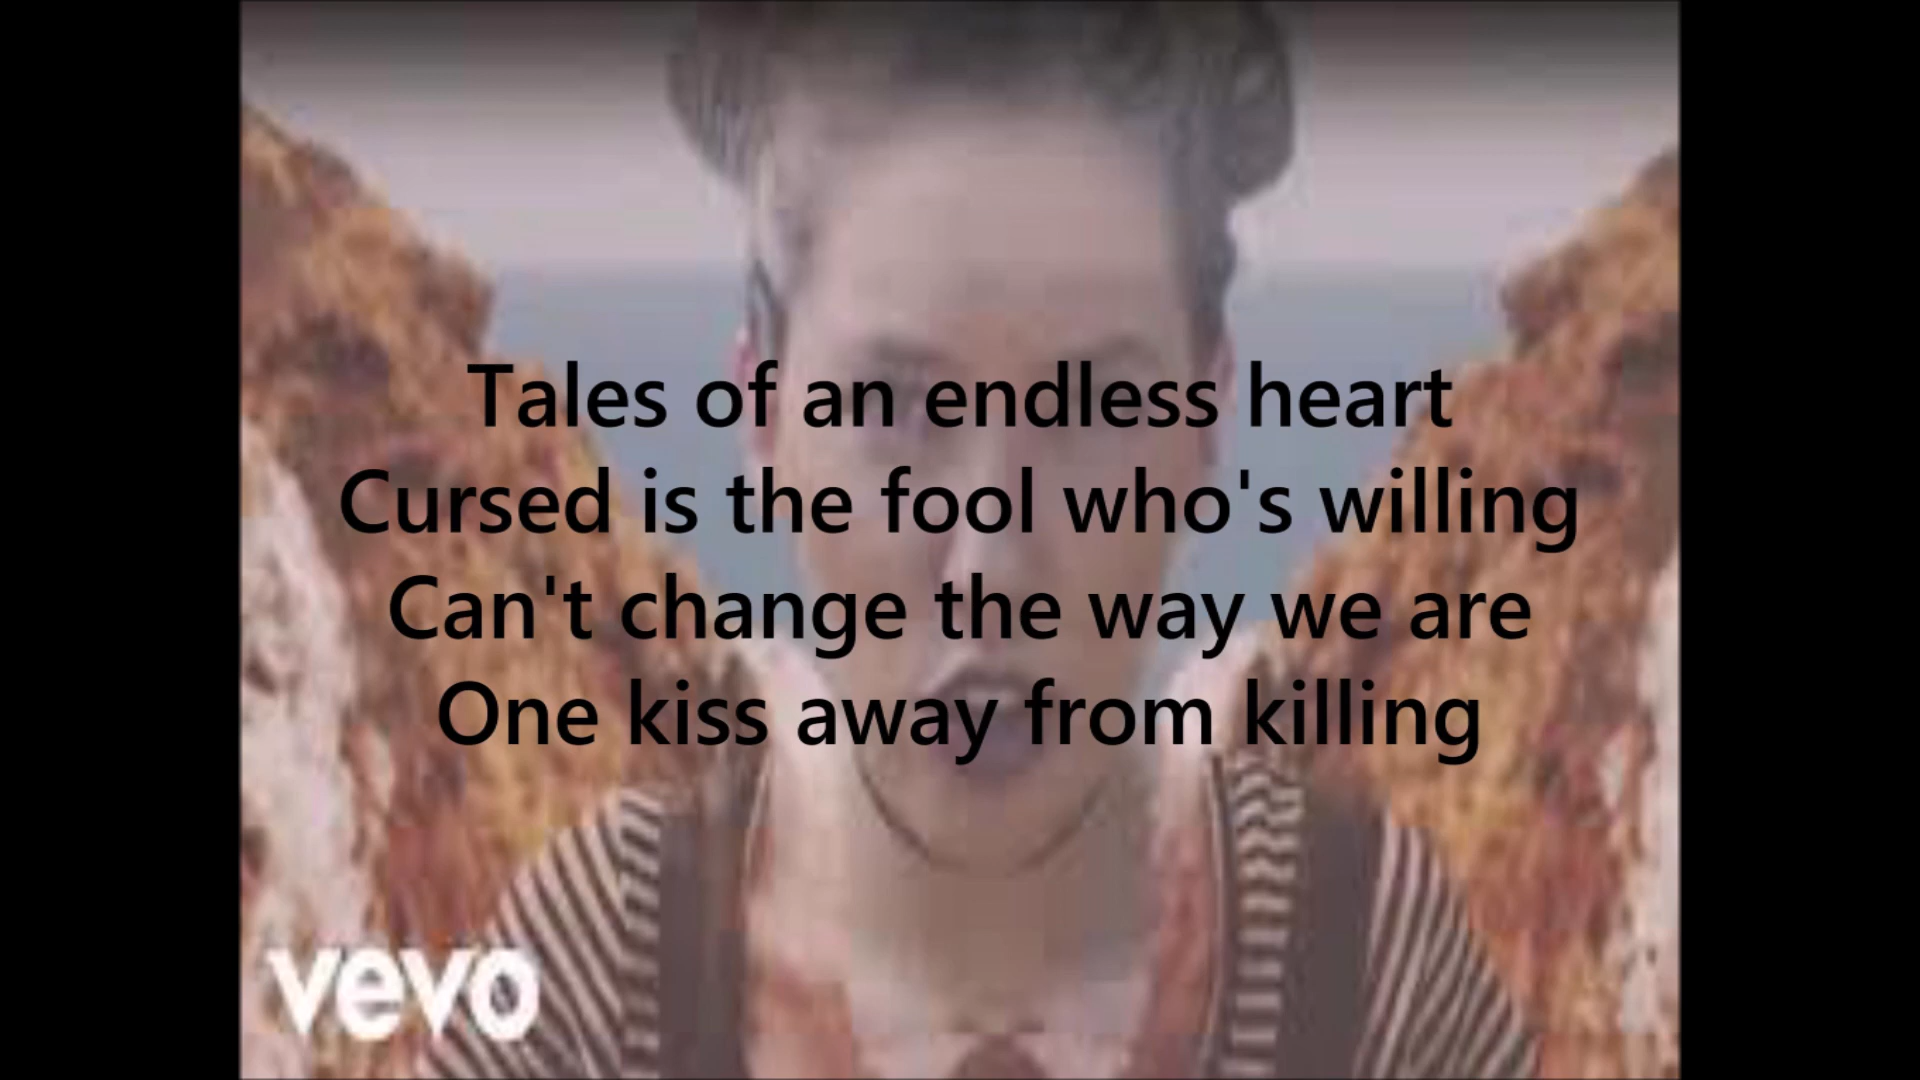 Tales of an endless heart
Cursed is the fool who's willing
Can't change the way we are
One kiss away from killing
vevo